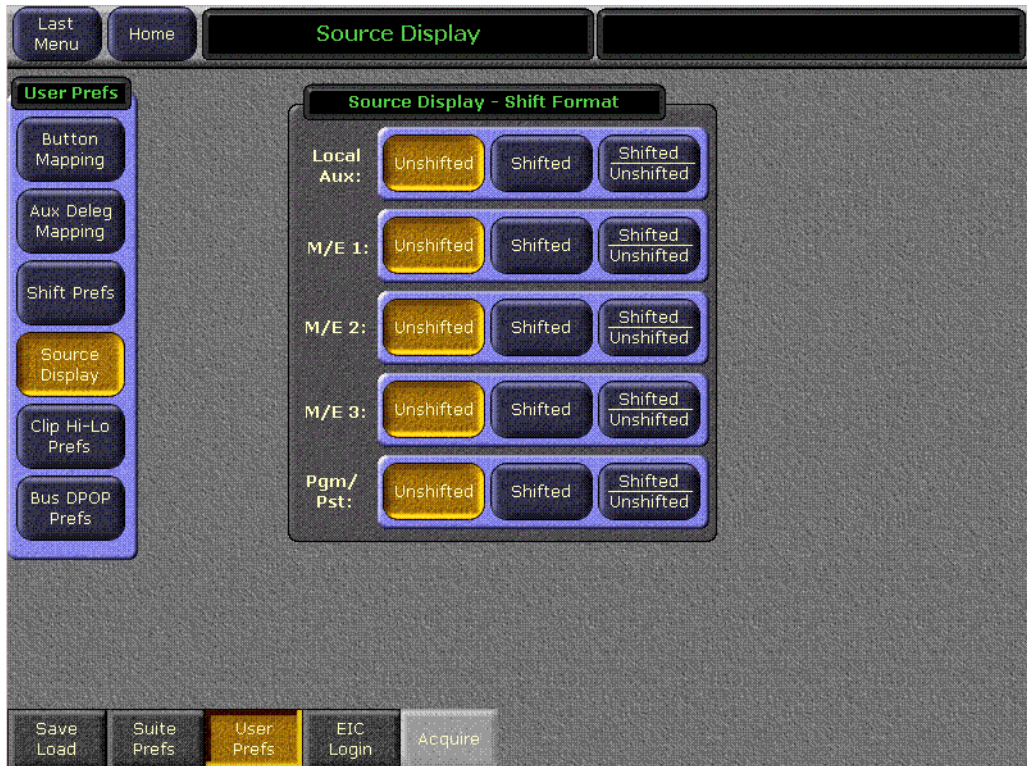 Last
Menu
Home
Source Display
User Prefs
Button
Mapping
Aux Deleg
Mapping
Shift Prefs
Source
Display
Clip Hi-Lo
Prefs
Bus DPOP
Prefs
Source Display - Shift Format
Local
Aux:
Unshifted
Shifted
Shifted
Unshifted
M/E 1:
Unshifted
Shifted
Shifted
Unshifted
M/E 2:
Unshifted
Shifted
Shifted
Unshifted
M/E 3:
Unshifted
Shifted
Shifted
Unshifted
Pgm/
Pst:
Unshifted
Shifted
Shifted
Unshifted
Save
Load
Suite
Prefs
User
Prefs
EIC
Login
Acquire